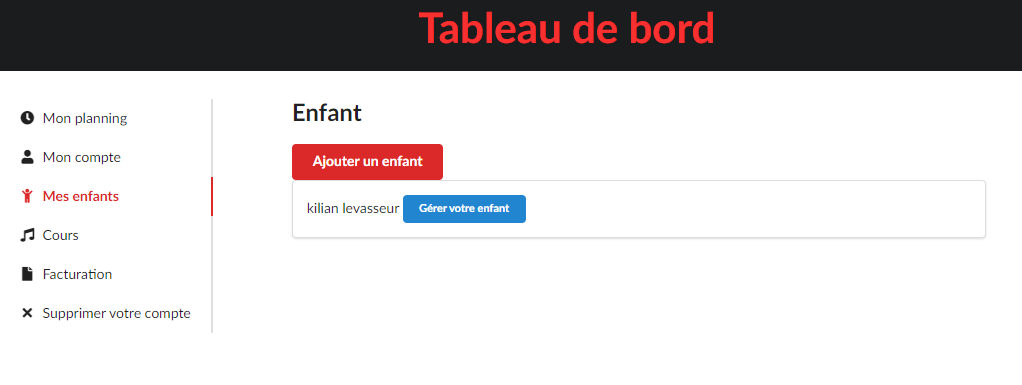 Tableau de bord
Mon planning
Mon compte
Mes enfants
Cours
Facturation
Supprimer votre compte
Enfant
Ajouter un enfant
kilian levasseur Gérer votre enfant